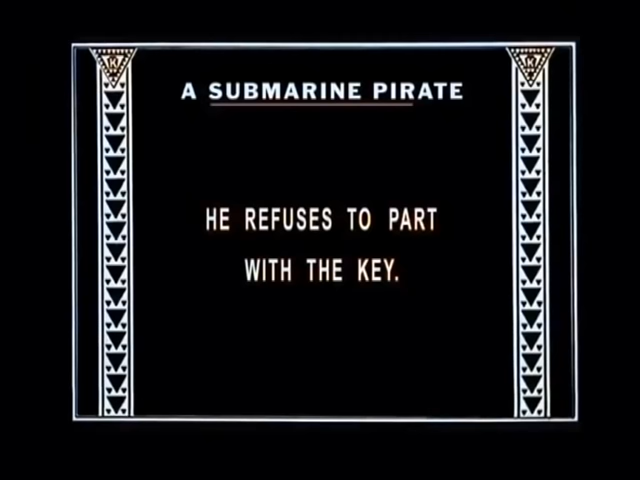 A SUBMARINE PIRATE
HE REFUSES TO PART
WITH THE KEY.